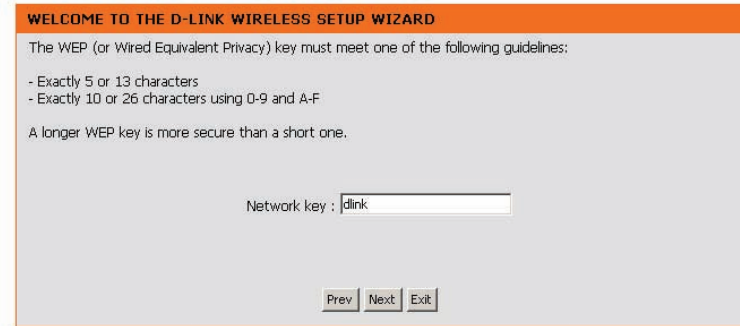 WELCOME TO THE D-LINK WIRELESS SETUP WIZARD
The WEP (or Wired Equivalent Privacy) key must meet one of the following guidelines:
- Exactly 5 or 13 characters
- Exactly 10 or 26 characters using 0-9 and A-F
A longer WEP key is more secure than a short one.
Network key : dlink
Prev Next Exit